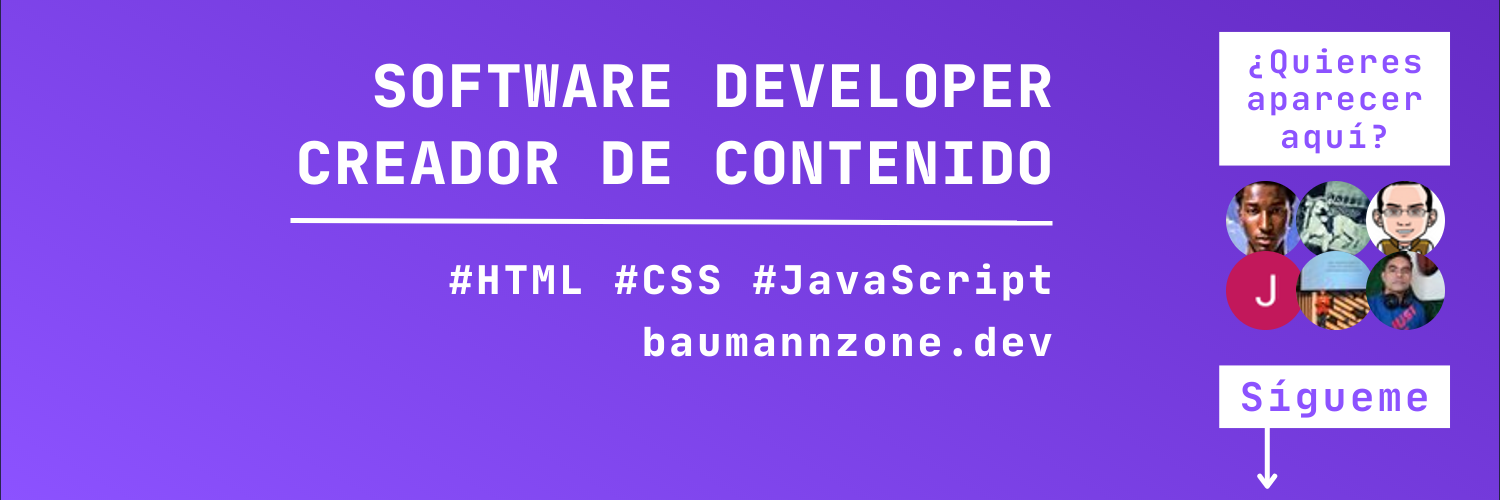 SOFTWARE DEVELOPER
CREADOR DE CONTENIDO
#HTML #CSS #JavaScript
baumannzone.dev
¿Quieres
aparecer
aquí?
J
Sígueme